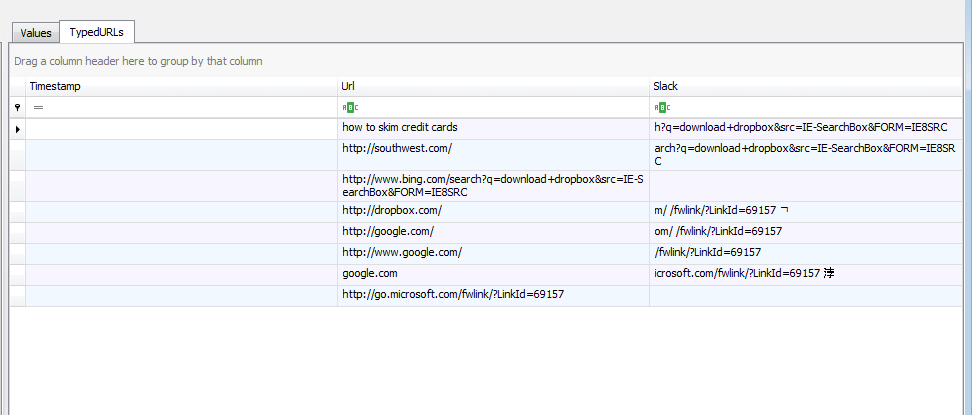 Values TypedURLs
Drag a column header here to group by that column
Timestamp Url Slack
= ABC ABC
how to skim credit cards h?q=download+dropbox&src=IE-SearchBox&FORM=IE8SRC
http://southwest.com/ arch?q=download+dropbox&src=IE-SearchBox&FORM=IE8SR
C
http://www.bing.com/search?q=download+dropbox&src=IE-S
earchBox&FORM=IE8SRC
http://dropbox.com/ m/ /fwlink/?LinkId=69157 ㄱ
http://google.com/ om/ /fwlink/?LinkId=69157
http://www.google.com/ /fwlink/?LinkId=69157
google.com icrosoft.com/fwlink/?LinkId=69157
http://go.microsoft.com/fwlink/?LinkId=69157